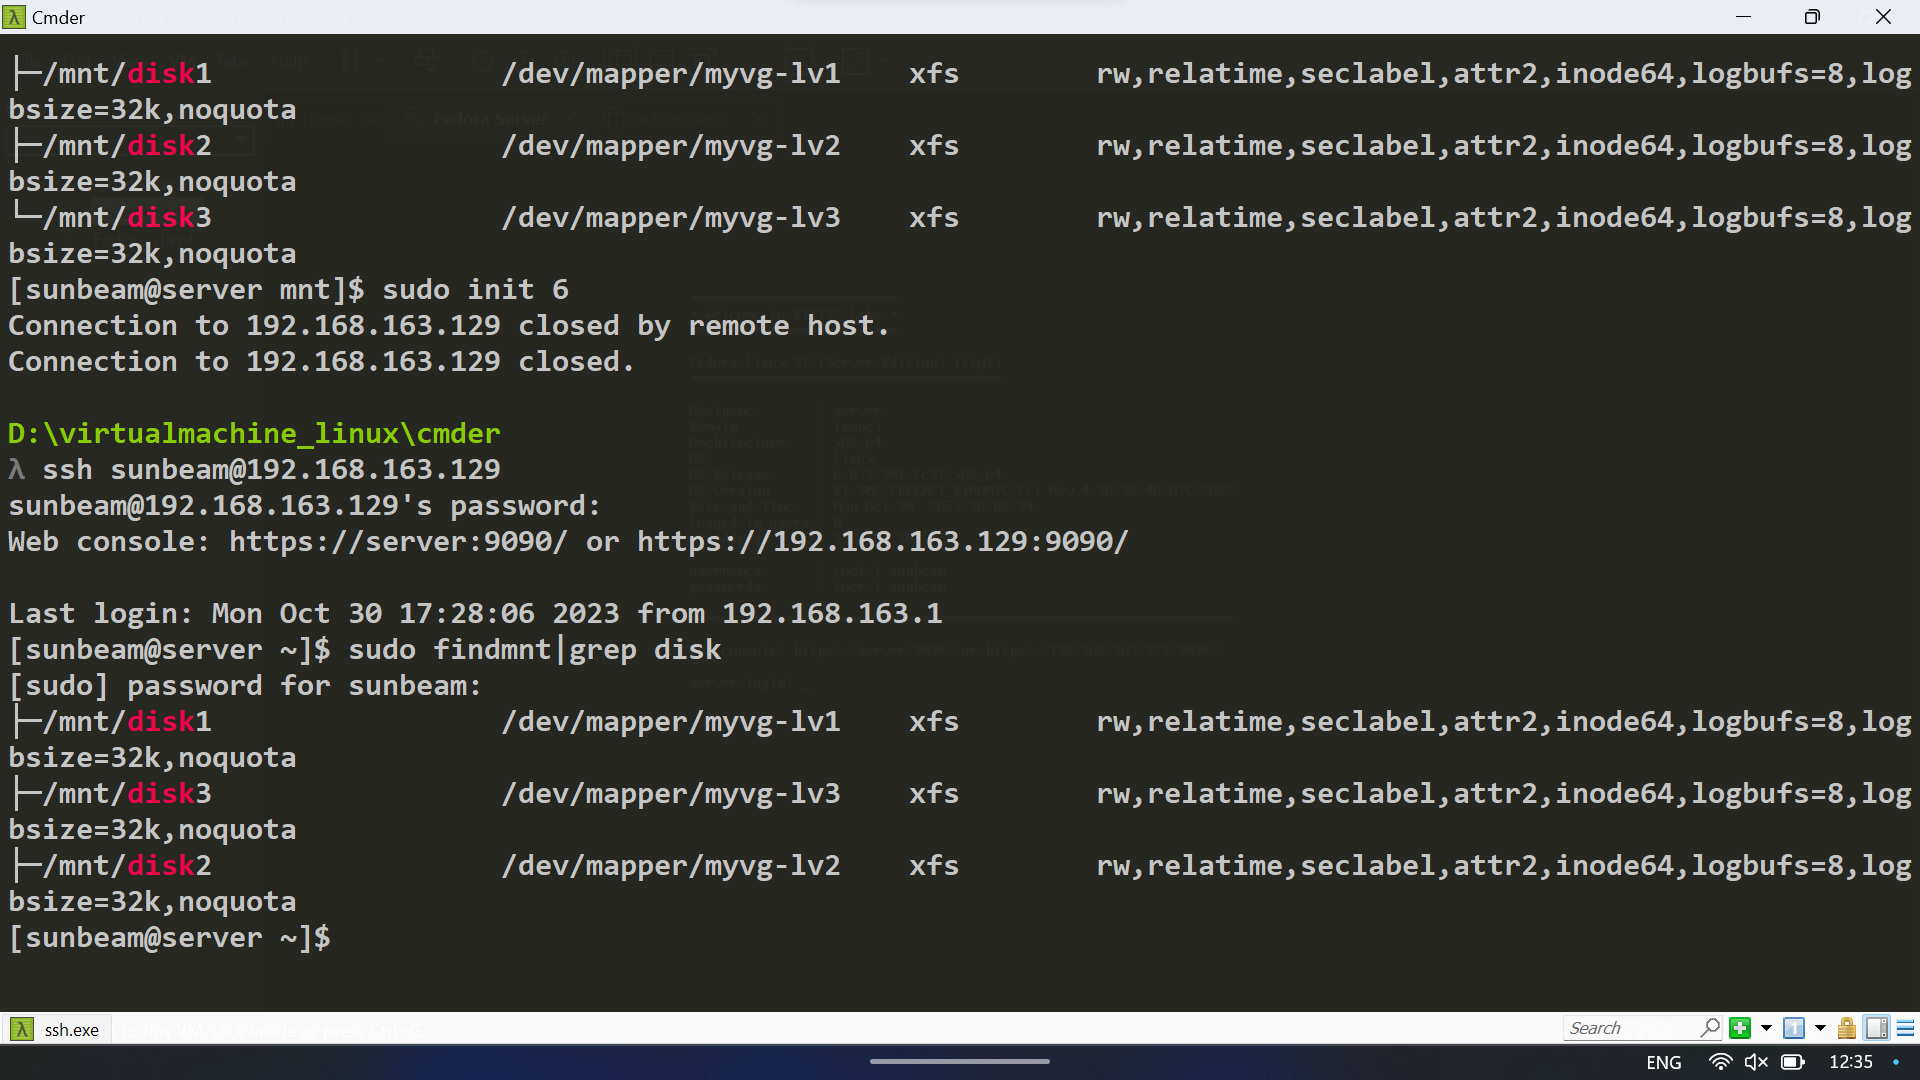 Cmder
├─/mnt/disk1                 /dev/mapper/myvg-lv1    xfs        rw,relatime,seclabel,attr2,inode64,logbufs=8,log
bsize=32k,noquota
├─/mnt/disk2                 /dev/mapper/myvg-lv2    xfs        rw,relatime,seclabel,attr2,inode64,logbufs=8,log
bsize=32k,noquota
└─/mnt/disk3                 /dev/mapper/myvg-lv3    xfs        rw,relatime,seclabel,attr2,inode64,logbufs=8,log
bsize=32k,noquota
[sunbeam@server mnt]$ sudo init 6
Connection to 192.168.163.129 closed by remote host.
Connection to 192.168.163.129 closed.
D:\virtualmachine_linux\cmder
λ ssh sunbeam@192.168.163.129
sunbeam@192.168.163.129's password:
Web console: https://server:9090/ or https://192.168.163.129:9090/
Last login: Mon Oct 30 17:28:06 2023 from 192.168.163.1
[sunbeam@server ~]$ sudo findmnt|grep disk
[sudo] password for sunbeam:
├─/mnt/disk1                 /dev/mapper/myvg-lv1    xfs        rw,relatime,seclabel,attr2,inode64,logbufs=8,log
bsize=32k,noquota
├─/mnt/disk3                 /dev/mapper/myvg-lv3    xfs        rw,relatime,seclabel,attr2,inode64,logbufs=8,log
bsize=32k,noquota
├─/mnt/disk2                 /dev/mapper/myvg-lv2    xfs        rw,relatime,seclabel,attr2,inode64,logbufs=8,log
bsize=32k,noquota
[sunbeam@server ~]$
ssh.exe
Search
ENG
12:35